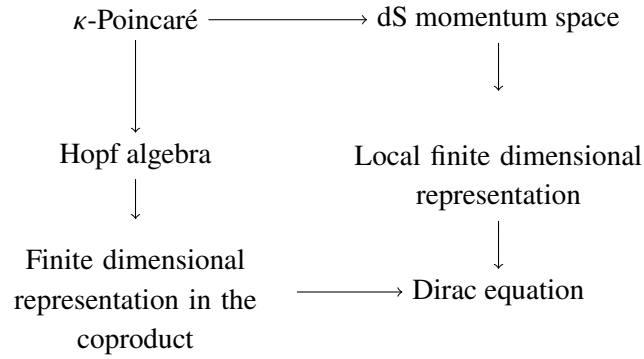 κ-Poincaré
dS momentum space
Hopf algebra
Local finite dimensional
representation
Finite dimensional
representation in the
coproduct
Dirac equation